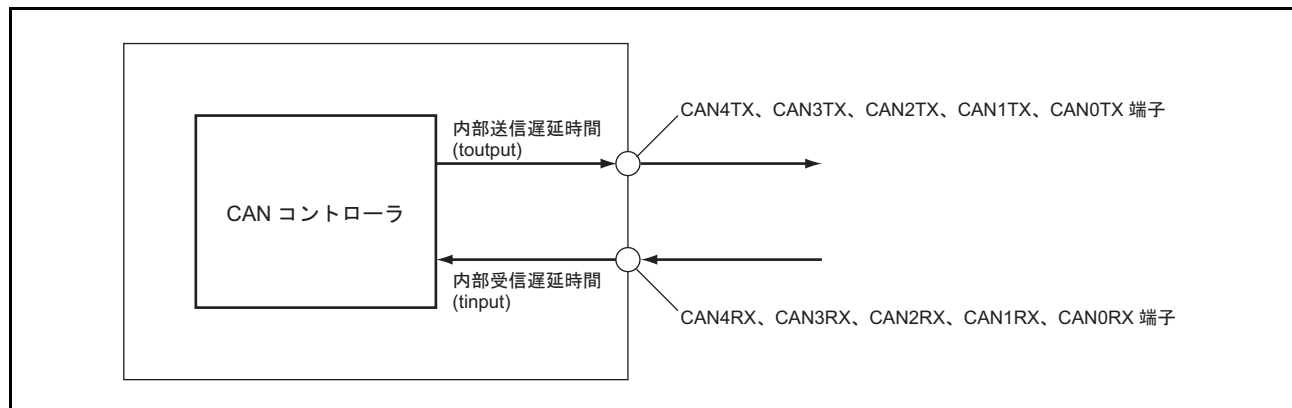 CAN4TX、CAN3TX、CAN2TX、CAN1TX、CAN0TX 端子
内部送信遅延時間
(toutput)
CAN コントローラ
内部受信遅延時間
(tinput)
CAN4RX、CAN3RX、CAN2RX、CAN1RX、CAN0RX 端子